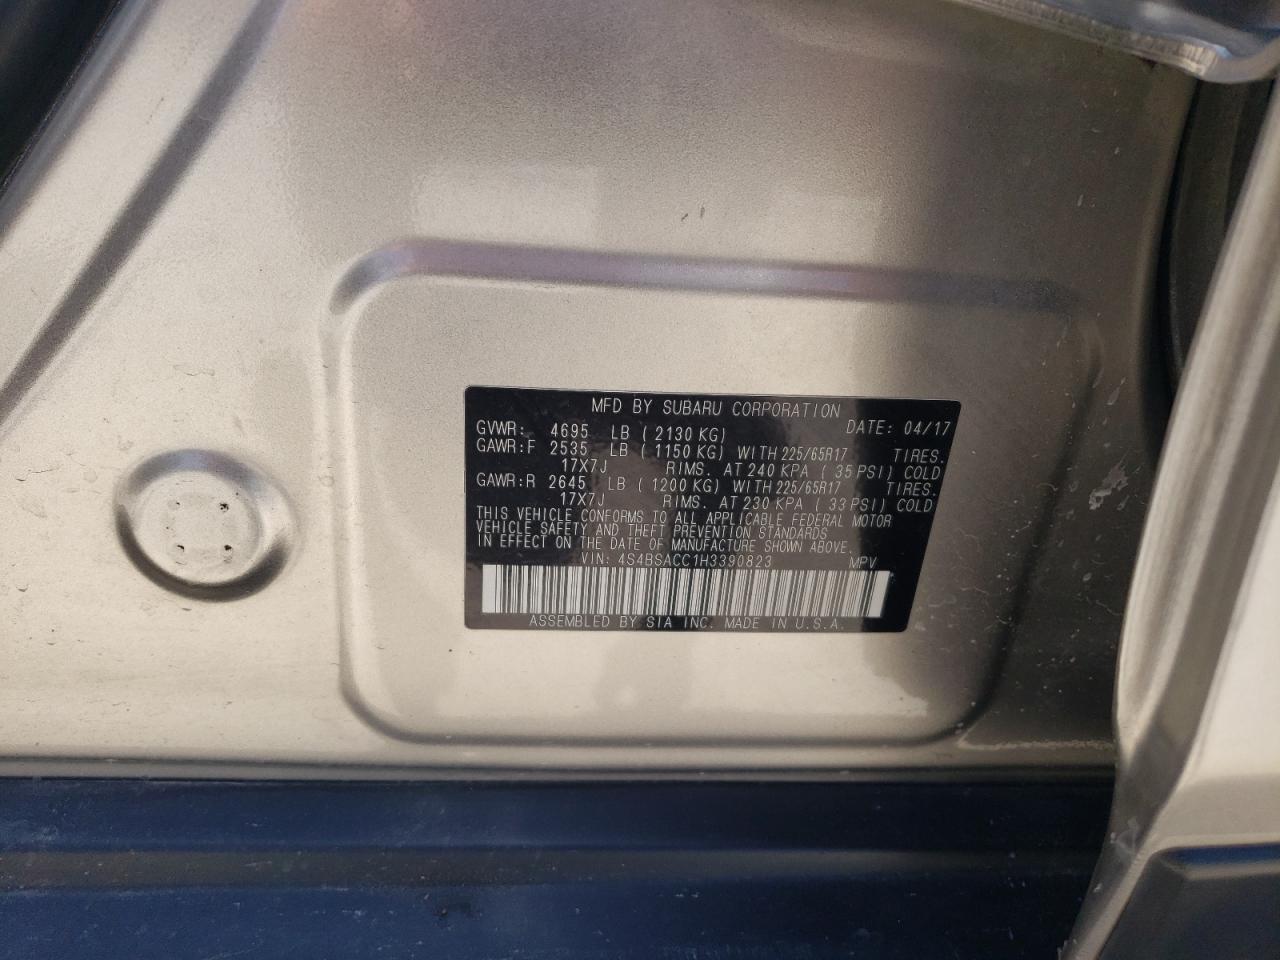 MFD BY SUBARU CORPORATION
GVWR: 4695 LB (2130 KG) DATE: 04/17
GAWR:F 2535 LB (1150 KG) WITH 225/65R17 TIRES.
17X7J RIMS. AT 240 KPA (35 PSI) COLD
GAWR:R 2645 LB (1200 KG) WITH 225/65R17 TIRES.
17X7J RIMS. AT 230 KPA (33 PSI) COLD
THIS VEHICLE CONFORMS TO ALL APPLICABLE FEDERAL MOTOR
VEHICLE SAFETY AND THEFT PREVENTION STANDARDS
IN EFFECT ON THE DATE OF MANUFACTURE SHOWN ABOVE.
VIN: 4S4BSACC1H3390823 MPV
ASSEMBLED BY SIA INC. MADE IN U.S.A.